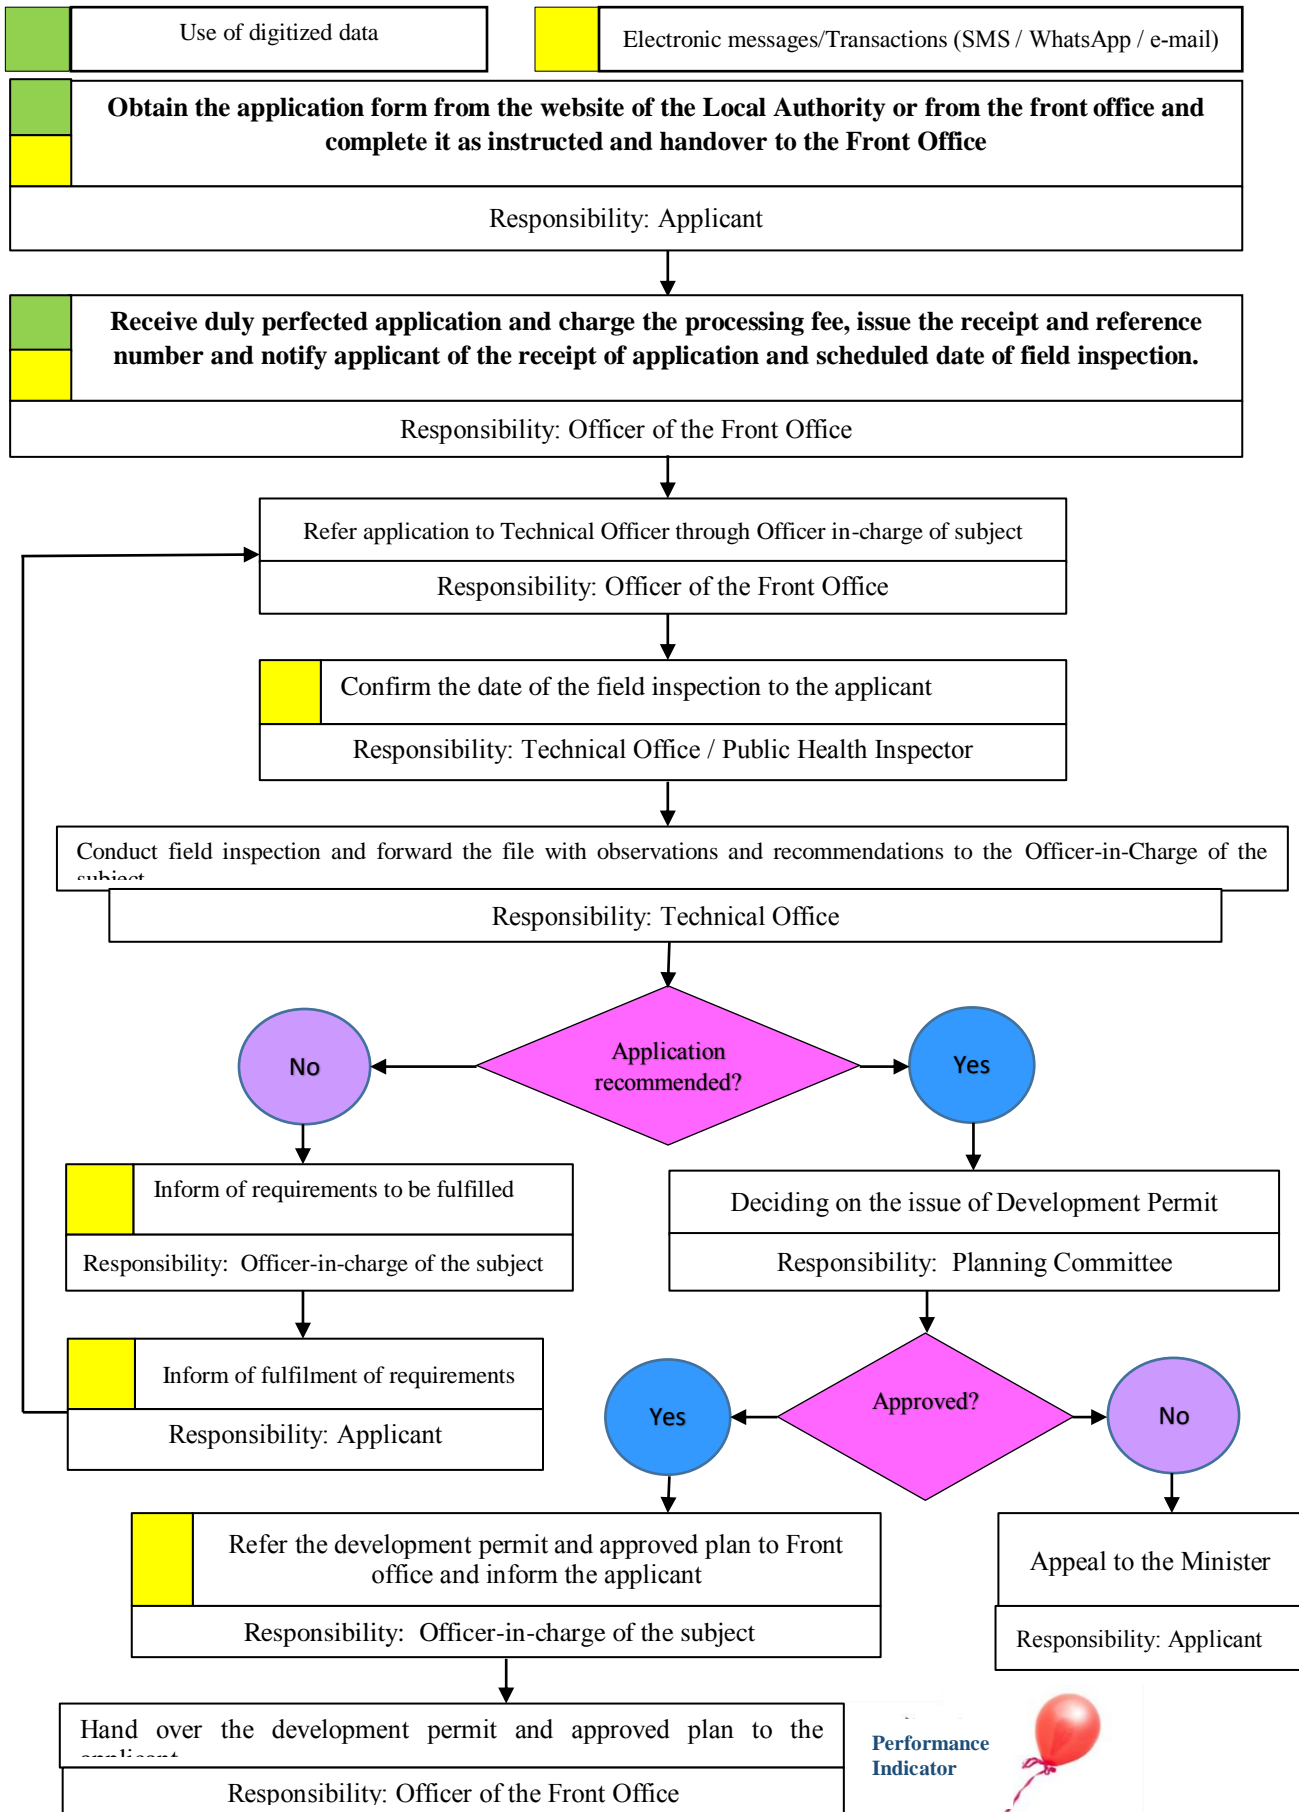 Use of digitized data
Electronic messages/Transactions (SMS / WhatsApp / e-mail)
Obtain the application form from the website of the Local Authority or from the front office and
complete it as instructed and handover to the Front Office
Responsibility: Applicant
Receive duly perfected application and charge the processing fee, issue the receipt and reference
number and notify applicant of the receipt of application and scheduled date of field inspection.
Responsibility: Officer of the Front Office
Refer application to Technical Officer through Officer in-charge of subject
Responsibility: Officer of the Front Office
Confirm the date of the field inspection to the applicant
Responsibility: Technical Office / Public Health Inspector
Conduct field inspection and forward the file with observations and recommendations to the Officer-in-Charge of the
subject
Responsibility: Technical Office
No
Application
recommended?
Yes
Inform of requirements to be fulfilled
Responsibility: Officer-in-charge of the subject
Deciding on the issue of Development Permit
Responsibility: Planning Committee
Inform of fulfilment of requirements
Responsibility: Applicant
Yes
Approved?
No
Refer the development permit and approved plan to Front
office and inform the applicant
Responsibility: Officer-in-charge of the subject
Appeal to the Minister
Responsibility: Applicant
Hand over the development permit and approved plan to the
applicant
Responsibility: Officer of the Front Office
Performance
Indicator